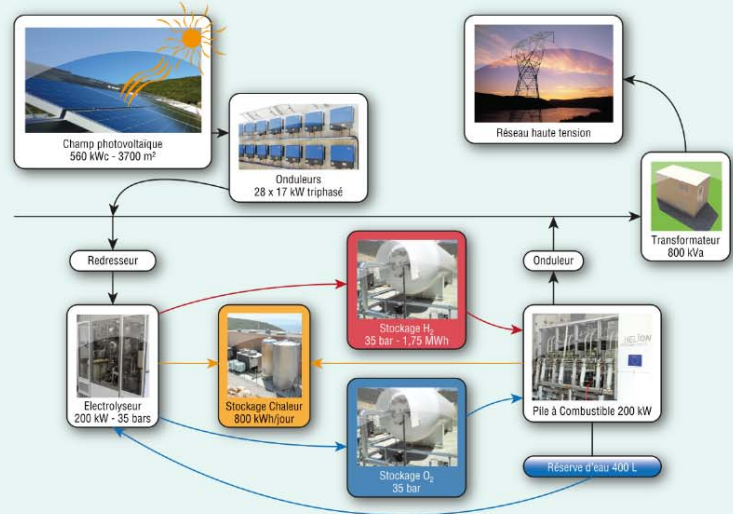 Champ photovoltaïque
560 kWc - 3700 m²
Onduleurs
28 x 17 kW triphasé
Réseau haute tension
Transformateur
800 kVa
Redresseur
Onduleur
Stockage H₂
35 bar - 1,75 MWh
Electrolyseur
200 kW - 35 bars
Stockage Chaleur
800 kWh/jour
HELION
Pile à Combustible 200 kW
Stockage O₂
35 bar
Réserve d'eau 400 L